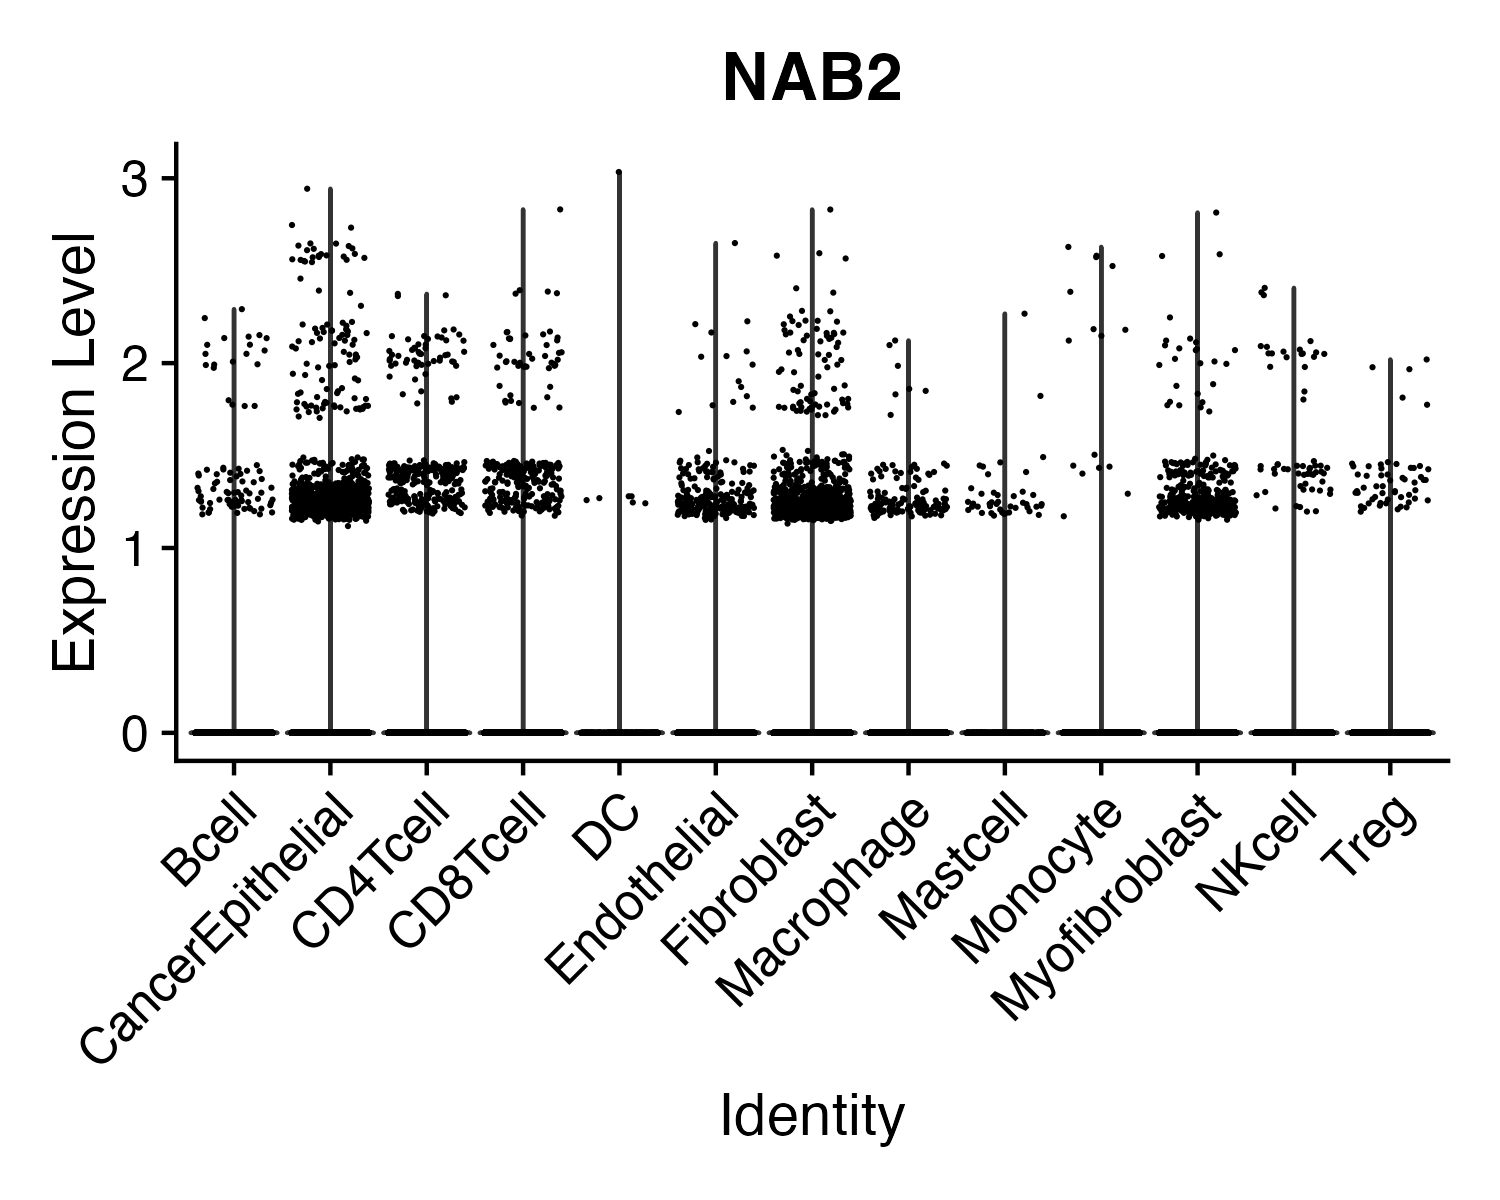 NAB2
Expression Level
3
2
1
0
Bcell
CancerEpithelial
CD4Tcell
CD8Tcell
DC
Endothelial
Fibroblast
Macrophage
Mastcell
Monocyte
Myofibroblast
NKcell
Treg
Identity